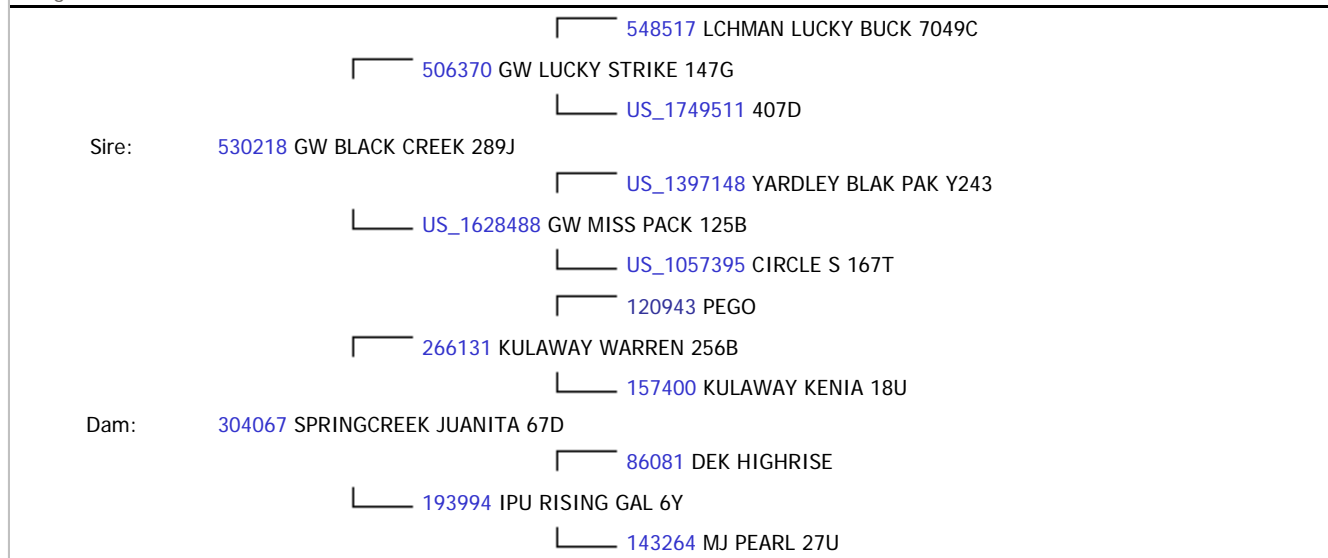 548517 LCHMAN LUCKY BUCK 7049C
506370 GW LUCKY STRIKE 147G
US_1749511 407D
Sire: 530218 GW BLACK CREEK 289J
US_1397148 YARDLEY BLAK PAK Y243
US_1628488 GW MISS PACK 125B
US_1057395 CIRCLE S 167T
120943 PEGO
266131 KULAWAY WARREN 256B
157400 KULAWAY KENIA 18U
Dam: 304067 SPRINGCREEK JUANITA 67D
86081 DEK HIGHRISE
193994 IPU RISING GAL 6Y
143264 MJ PEARL 27U